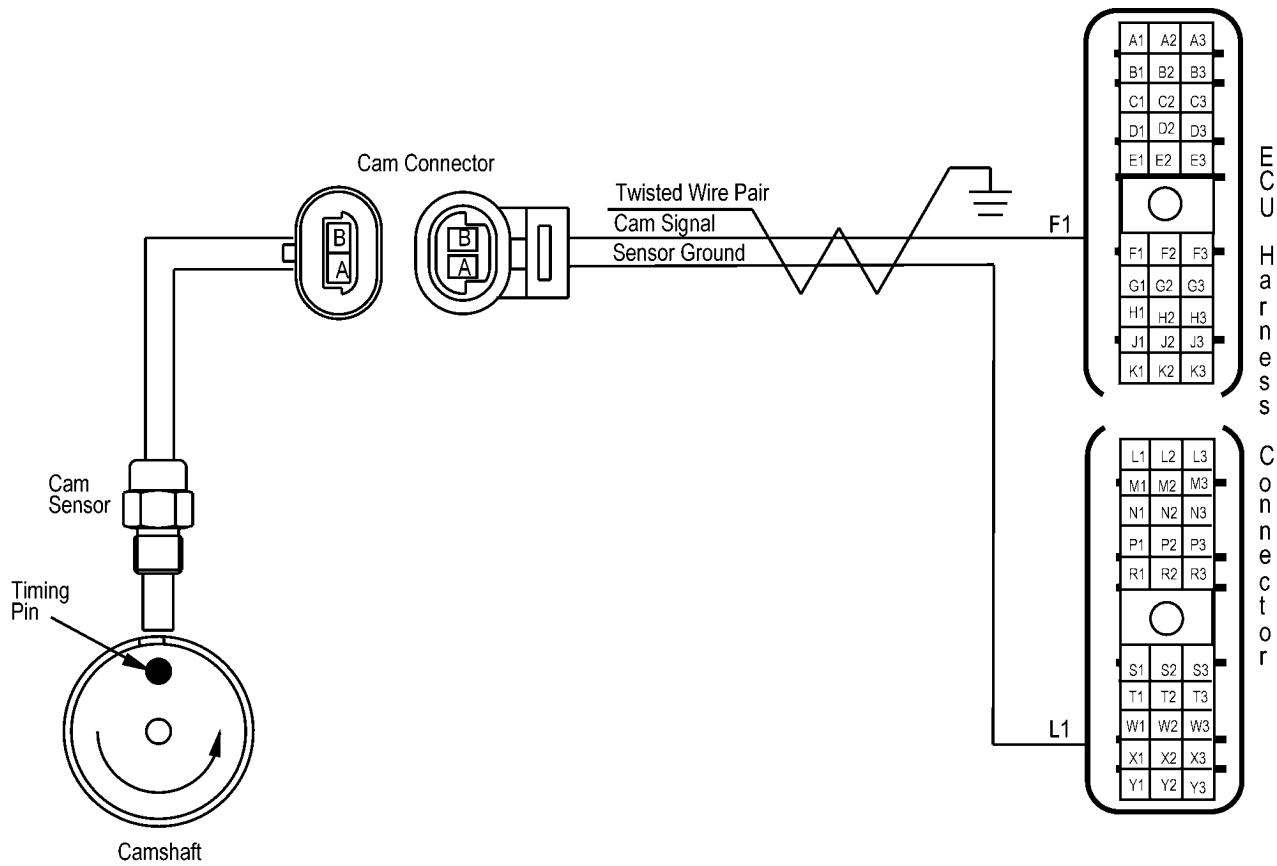 Cam Connector
B
A
B
A
Twisted Wire Pair
Cam Signal
Sensor Ground
F1
L1
Cam
Sensor
Timing
Pin
Camshaft
A1 A2 A3
B1 B2 B3
C1 C2 C3
D1 D2 D3
E1 E2 E3
F1 F2 F3
G1 G2 G3
H1 H2 H3
J1 J2 J3
K1 K2 K3
L1 L2 L3
M1 M2 M3
N1 N2 N3
P1 P2 P3
R1 R2 R3
S1 S2 S3
T1 T2 T3
W1 W2 W3
X1 X2 X3
Y1 Y2 Y3
ECU Harness Connector